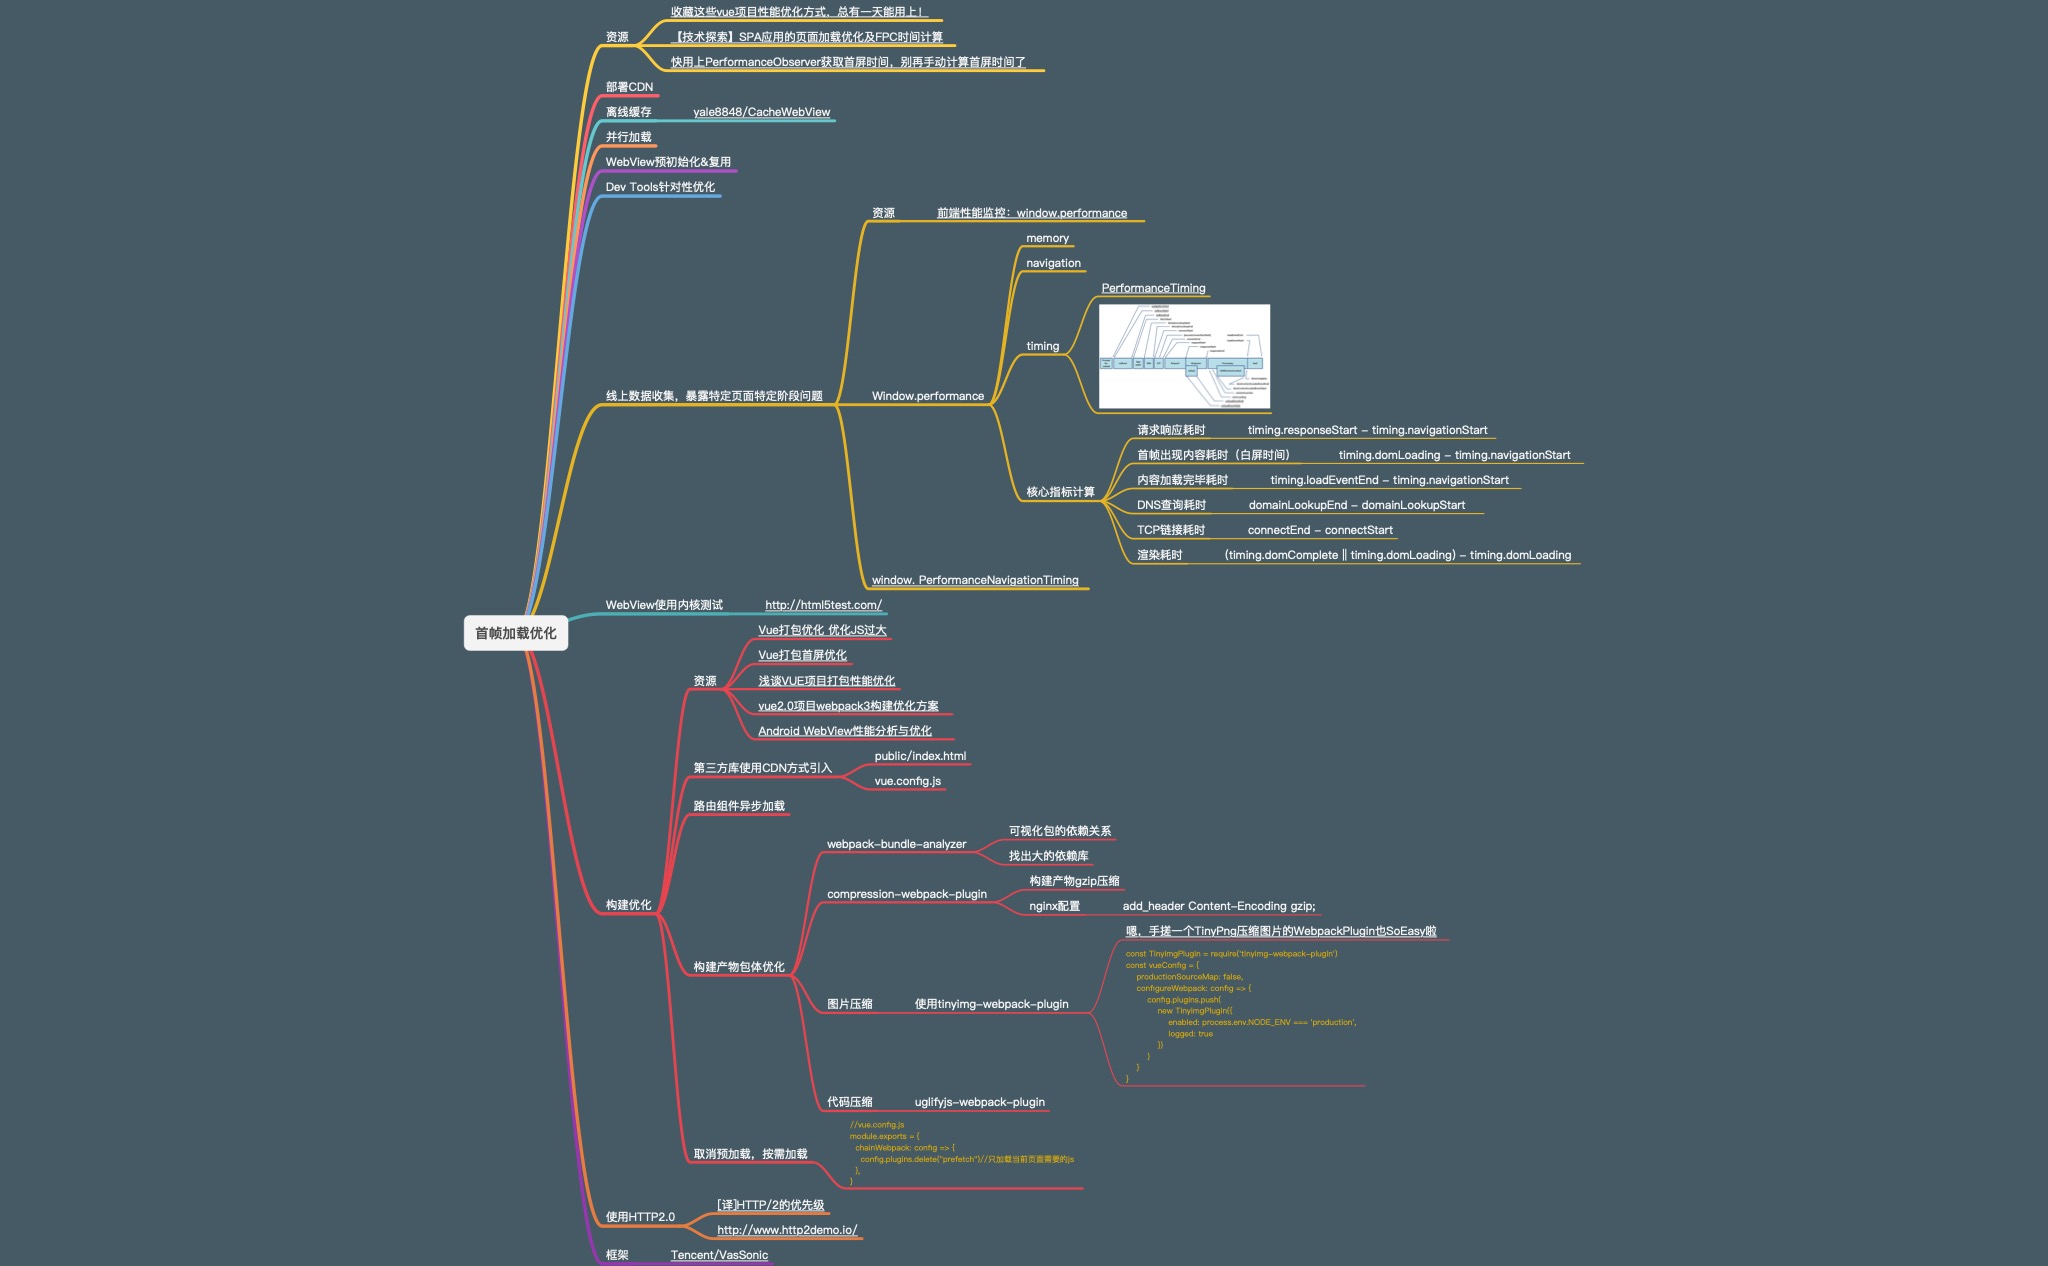 收藏这些vue项目性能优化方式，总有一天能用上！
资源
【技术探索】SPA应用的页面加载优化及FPC时间计算
快用上PerformanceObserver获取首屏时间，别再手动计算首屏时间了
部署CDN
离线缓存 yale8848/CacheWebView
并行加载
WebView预初始化&复用
Dev Tools针对性优化
资源 前端性能监控：window.performance
memory
navigation
PerformanceTiming
timing
线上数据收集，暴露特定页面特定阶段问题
Window.performance
请求响应耗时 timing.responseStart - timing.navigationStart
首帧出现内容耗时（白屏时间） timing.domLoading - timing.navigationStart
内容加载完毕耗时 timing.loadEventEnd - timing.navigationStart
核心指标计算
DNS查询耗时 domainLookupEnd - domainLookupStart
TCP链接耗时 connectEnd - connectStart
渲染耗时 (timing.domComplete || timing.domLoading) - timing.domLoading
window. PerformanceNavigationTiming
WebView使用内核测试 http://html5test.com/
首帧加载优化
Vue打包优化 优化JS过大
Vue打包首屏优化
资源
浅谈VUE项目打包性能优化
vue2.0项目webpack3构建优化方案
Android WebView性能分析与优化
第三方库使用CDN方式引入
public/index.html
vue.config.js
路由组件异步加载
webpack-bundle-analyzer
可视化包的依赖关系
找出大的依赖库
compression-webpack-plugin
构建产物gzip压缩
nginx配置 add_header Content-Encoding gzip;
构建优化
构建产物包体优化
嗯，手搓一个TinyPng压缩图片的WebpackPlugin也SoEasy啦
图片压缩 使用tinyimg-webpack-plugin
const TinyimgPlugin = require('tinyimg-webpack-plugin')
const vueConfig = {
productionSourceMap: false,
configureWebpack: config => {
config.plugins.push(
new TinyimgPlugin({
enabled: process.env.NODE_ENV === 'production',
logged: true
})
)
}
}
代码压缩 uglifyjs-webpack-plugin
取消预加载，按需加载
//vue.config.js
module.exports = {
chainWebpack: config => {
config.plugins.delete("prefetch")//只加载当前页面需要的js
},
}
使用HTTP2.0
[译]HTTP/2的优先级
http://www.http2demo.io/
框架 Tencent/VasSonic